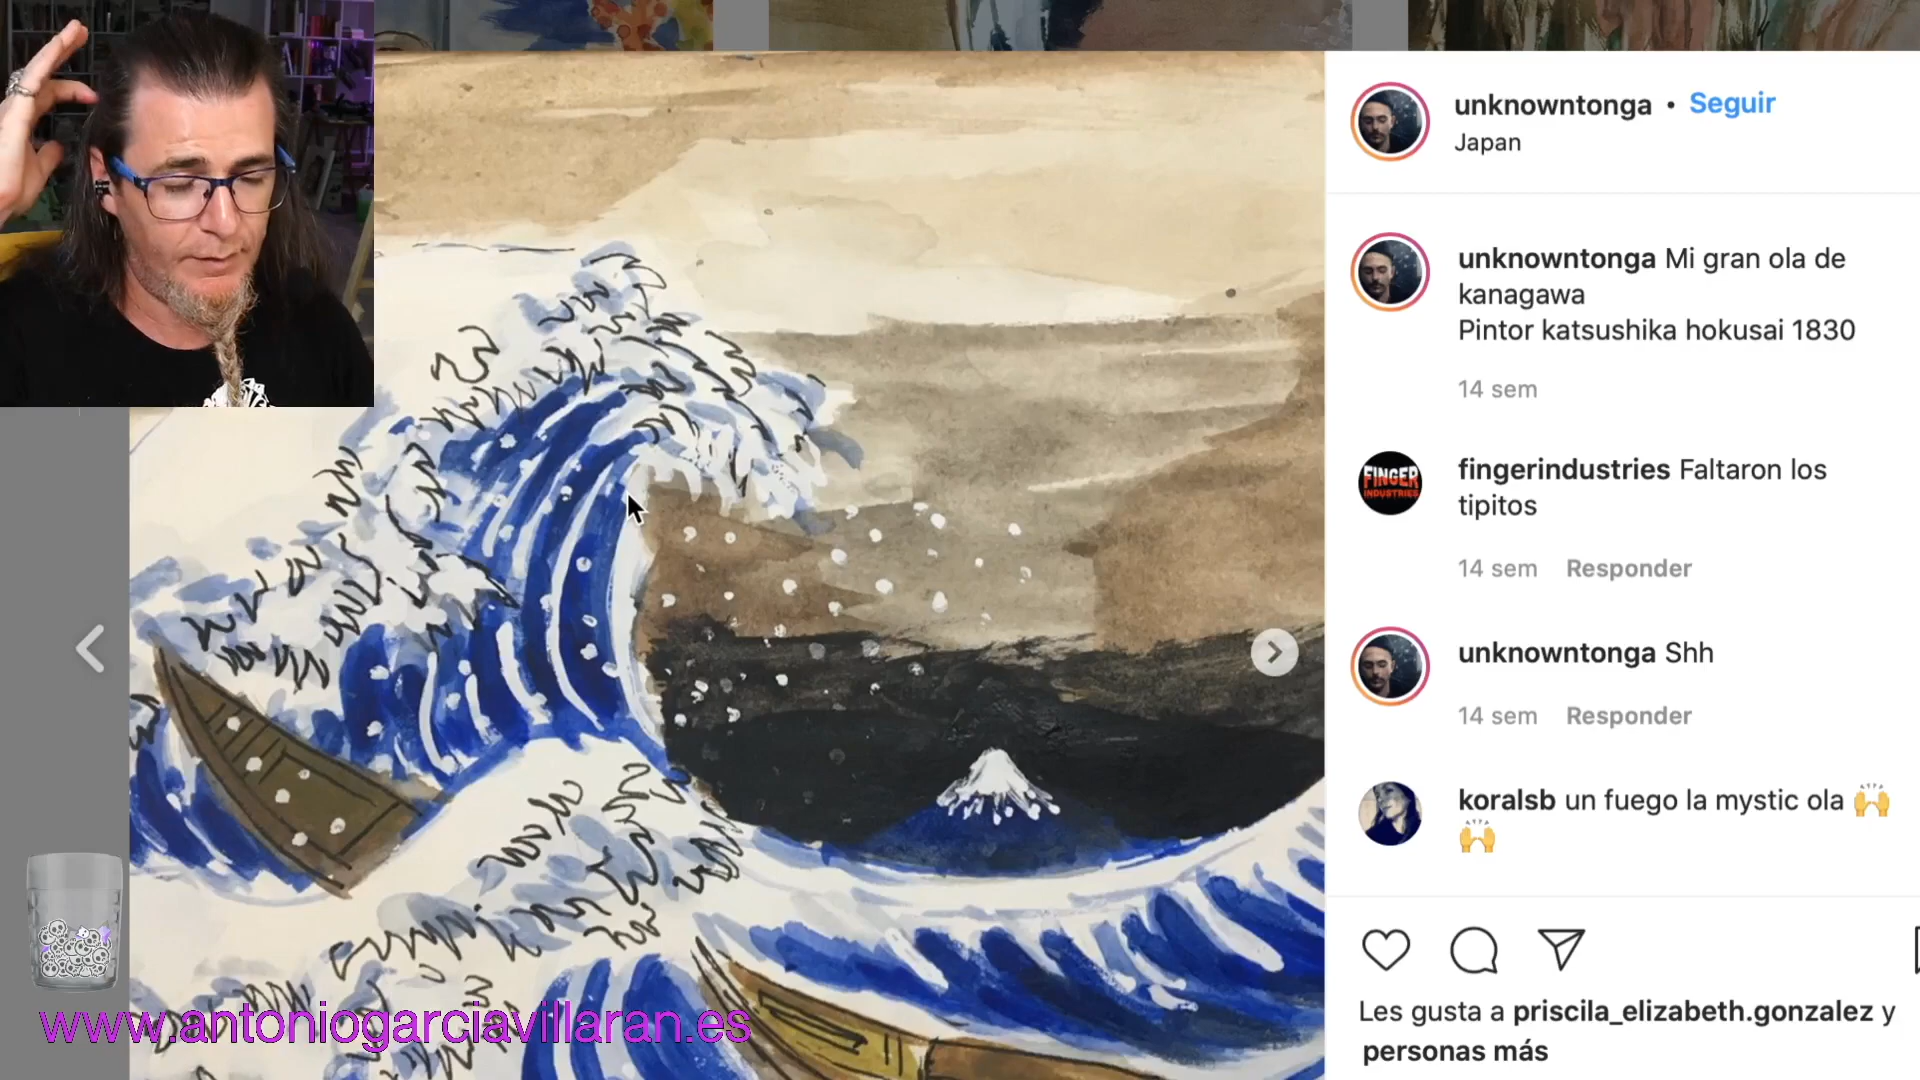 unknowntonga • Seguir
Japan
unknowntonga Mi gran ola de
kanagawa
Pintor katsushika hokusai 1830
14 sem
FINGER
INDUSTRIES
fingerindustries Faltaron los
tipitos
14 sem Responder
unknowntonga Shh
14 sem Responder
koralsb un fuego la mystic ola 🙌
🙌
Les gusta a priscila_elizabeth.gonzalez y
personas más
www.antoniogarciavillaran.es